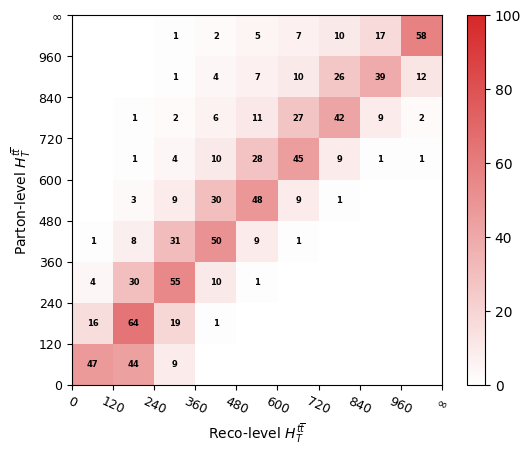 ∞ 1 2 5 7 10 17 58 100
960 1 4 7 10 26 39 12
840 1 2 6 11 27 42 9 2 80
720 1 4 10 28 45 9 1 1
600 3 9 30 48 9 1 60
480 1 8 31 50 9 1
360 4 30 55 10 1 40
240 16 64 19 1 20
120 47 44 9
0 0
0 120 240 360 480 600 720 840 960 ∞
Parton-level $H_T^{t\bar{t}}$
Reco-level $H_T^{t\bar{t}}$